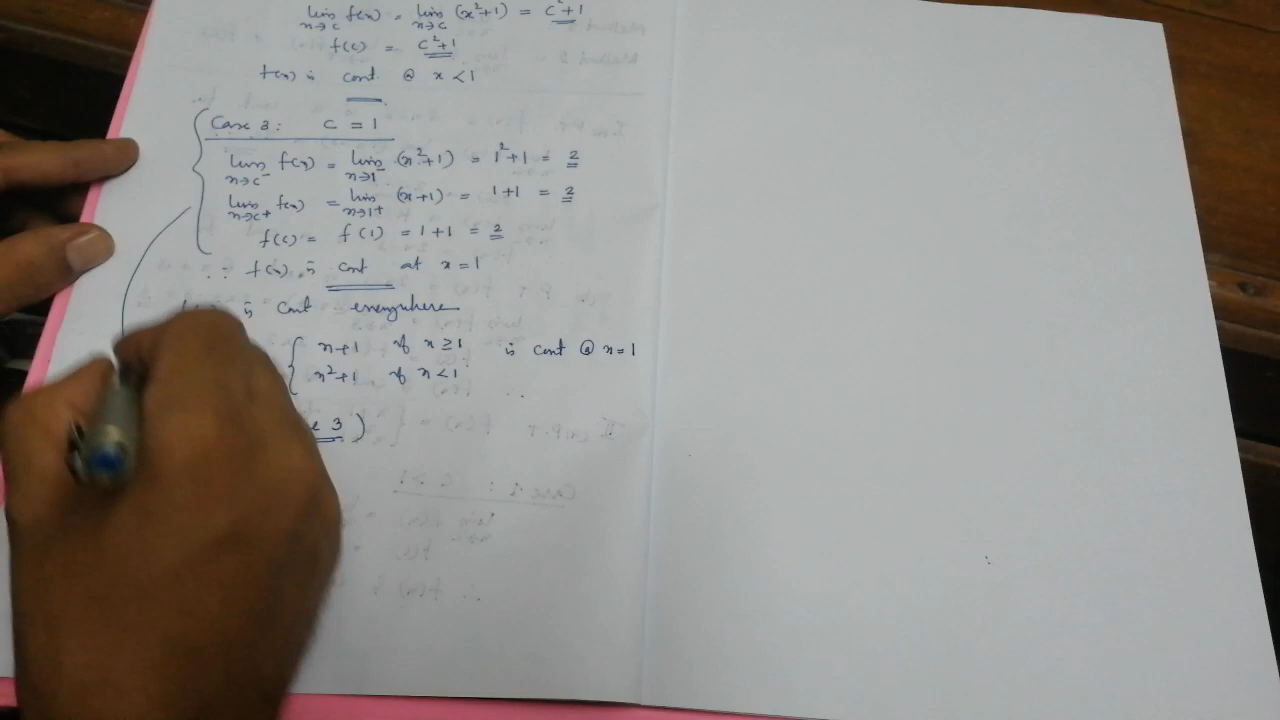 lim x→c f(x) = lim x→c (x²+1) = c²+1
f(c) = c²+1
f(x) is cont @ x < 1
Case 3: c = 1
lim x→c⁻ f(x) = lim x→1⁻ (x²+1) = 1²+1 = 2
lim x→c+ f(x) = lim x→1+ (x+1) = 1+1 = 2
f(c) = f(1) = 1+1 = 2
∴ f(x) is cont at x = 1
is cont everywhere
{ x+1 if x ≥ 1 is cont @ x=1
x²+1 if x < 1
3 )